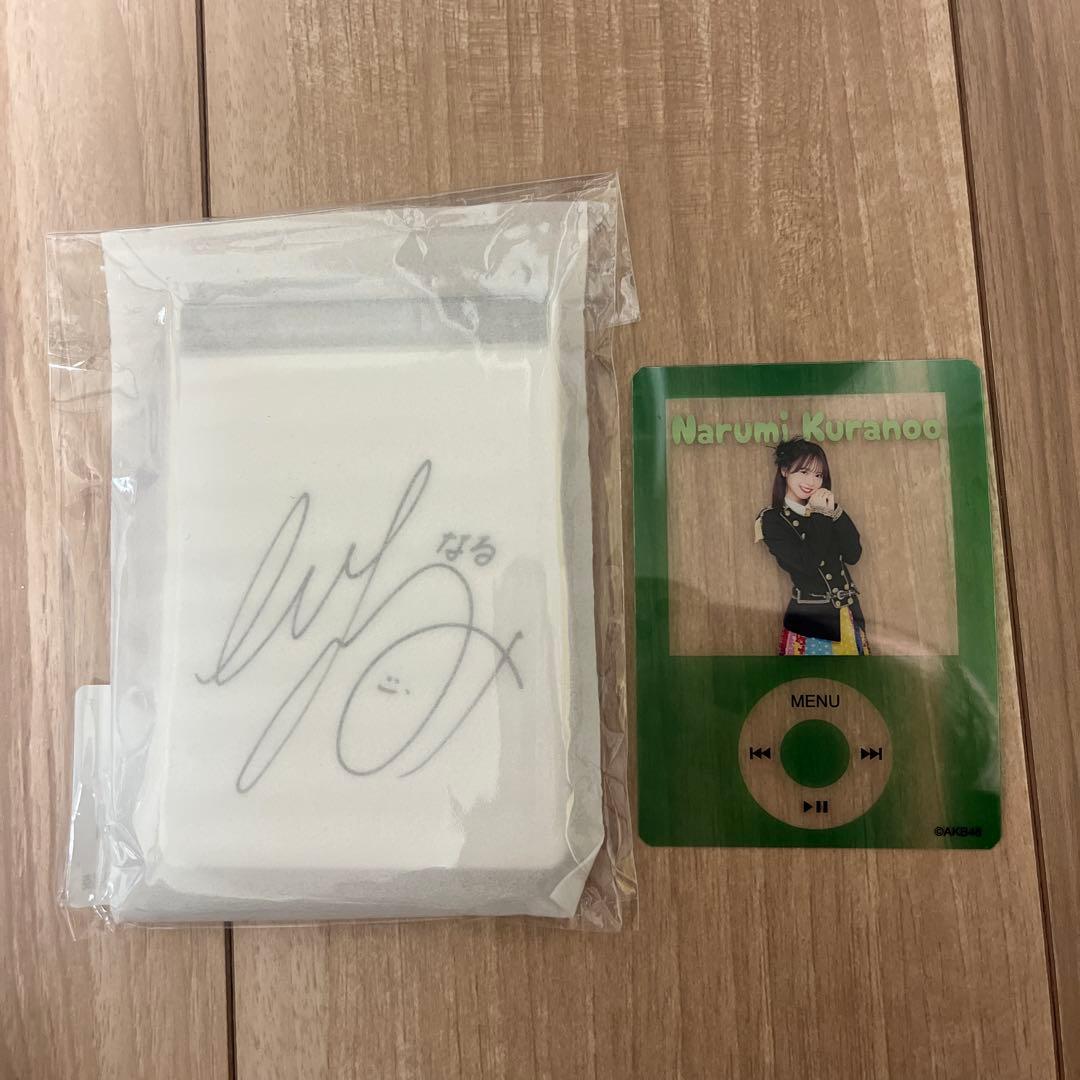 なる
Narumi Kuranoo
MENU
©AKB48